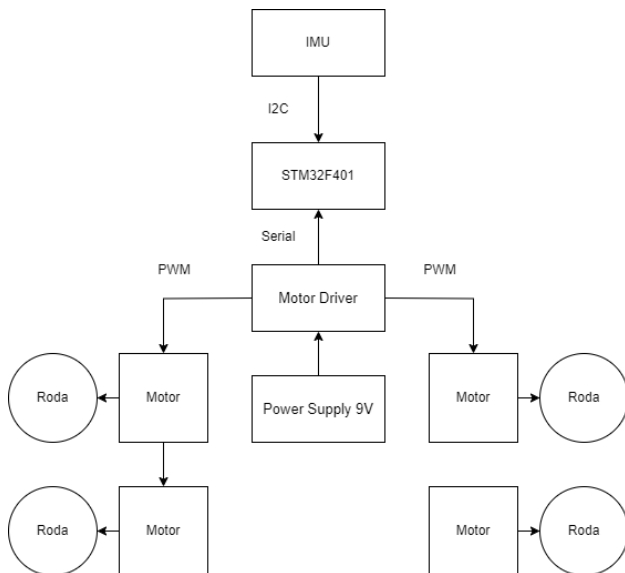 IMU
I2C
STM32F401
Serial
PWM
PWM
Motor Driver
Roda
Motor
Power Supply 9V
Motor
Roda
Roda
Motor
Motor
Roda